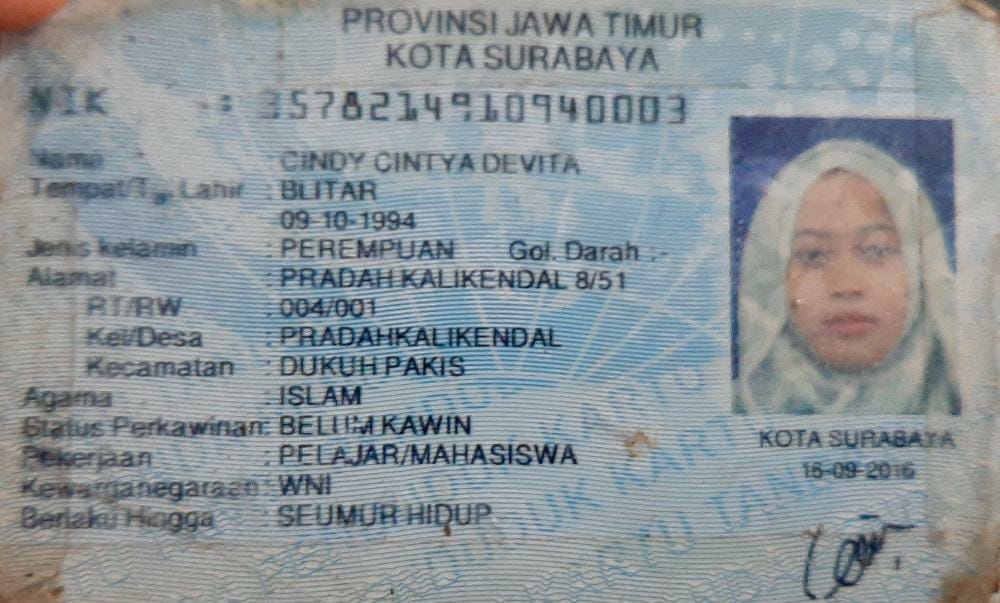 PROVINSI JAWA TIMUR
KOTA SURABAYA
NIK : 3578214910940003
Nama : CINDY CINTYA DEVITA
Tempat/Tgl Lahir : BLITAR
09-10-1994
Jenis kelamin : PEREMPUAN Gol. Darah :-
Alamat : PRADAH KALIKENDAL 8/51
RT/RW : 004/001
Kel/Desa : PRADAHKALIKENDAL
Kecamatan : DUKUH PAKIS
Agama : ISLAM
Status Perkawinan: BELUM KAWIN
Pekerjaan : PELAJAR/MAHASISWA
Kewarganegaraan: WNI
Berlaku Hingga : SEUMUR HIDUP
KOTA SURABAYA
16-09-2016